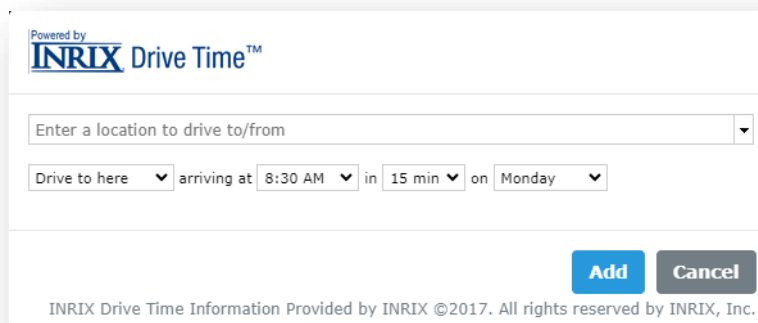 Powered by
INRIX Drive Time™
Enter a location to drive to/from
Drive to here arriving at 8:30 AM in 15 min on Monday
Add Cancel
INRIX Drive Time Information Provided by INRIX ©2017. All rights reserved by INRIX, Inc.